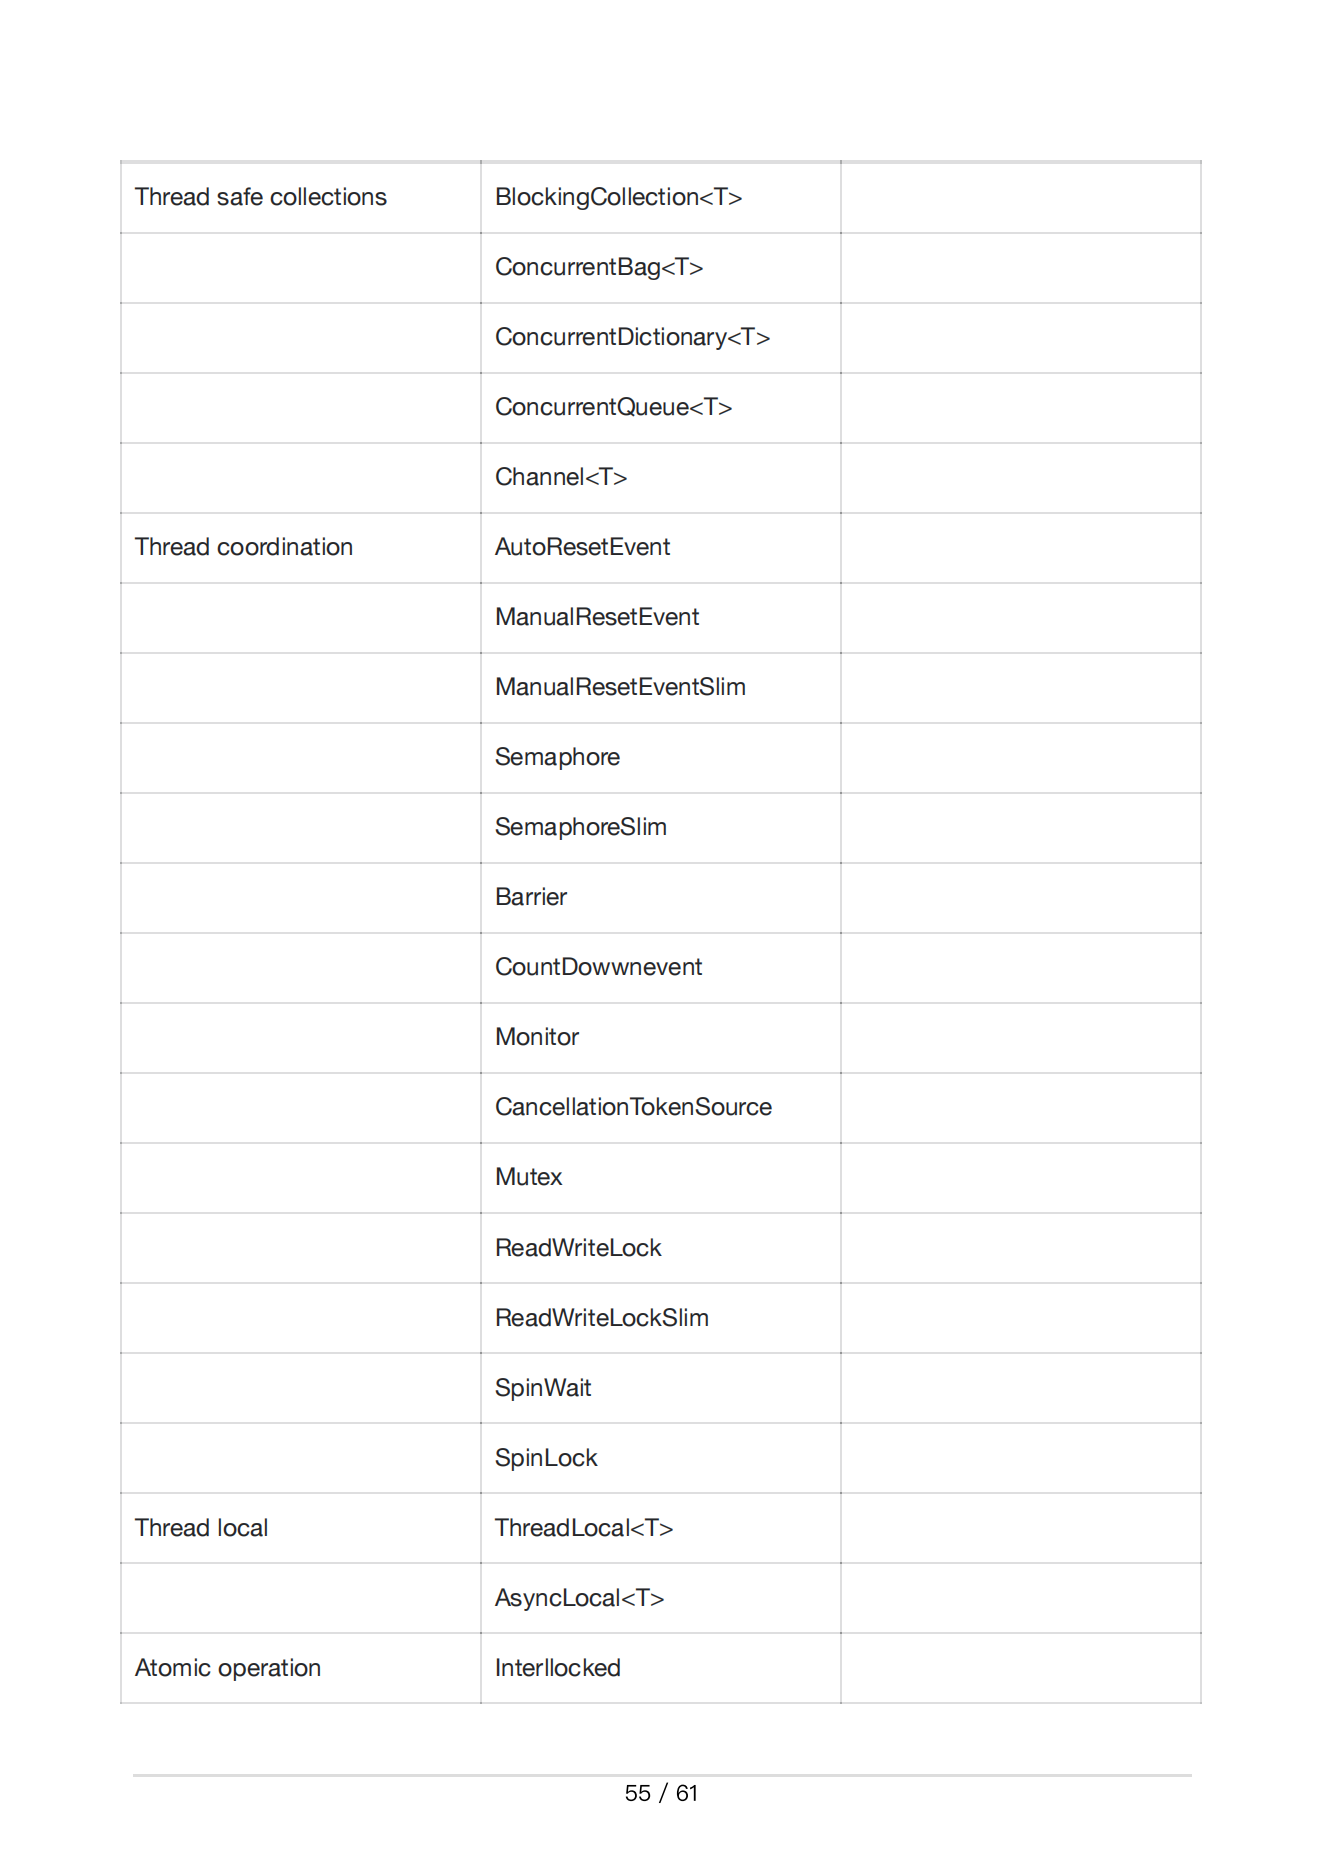 Thread safe collections BlockingCollection<T>
ConcurrentBag<T>
ConcurrentDictionary<T>
ConcurrentQueue<T>
Channel<T>
Thread coordination AutoResetEvent
ManualResetEvent
ManualResetEventSlim
Semaphore
SemaphoreSlim
Barrier
CountDowwnevent
Monitor
CancellationTokenSource
Mutex
ReadWriteLock
ReadWriteLockSlim
SpinWait
SpinLock
Thread local ThreadLocal<T>
AsyncLocal<T>
Atomic operation Interllocked
55 / 61